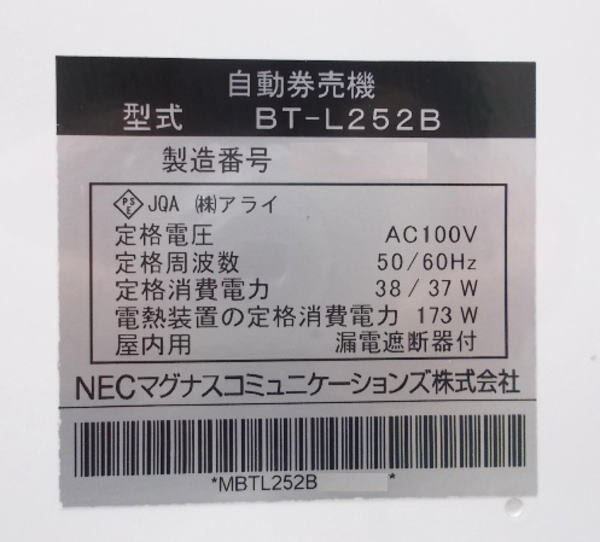 自動券売機
型式 BT-L252B
製造番号
PSE JQA ㈱アライ
定格電圧 AC100V
定格周波数 50/60Hz
定格消費電力 38/37W
電熱装置の定格消費電力 173W
屋内用 漏電遮断器付
NECマグナスコミュニケーションズ株式会社
*MBTL252B *